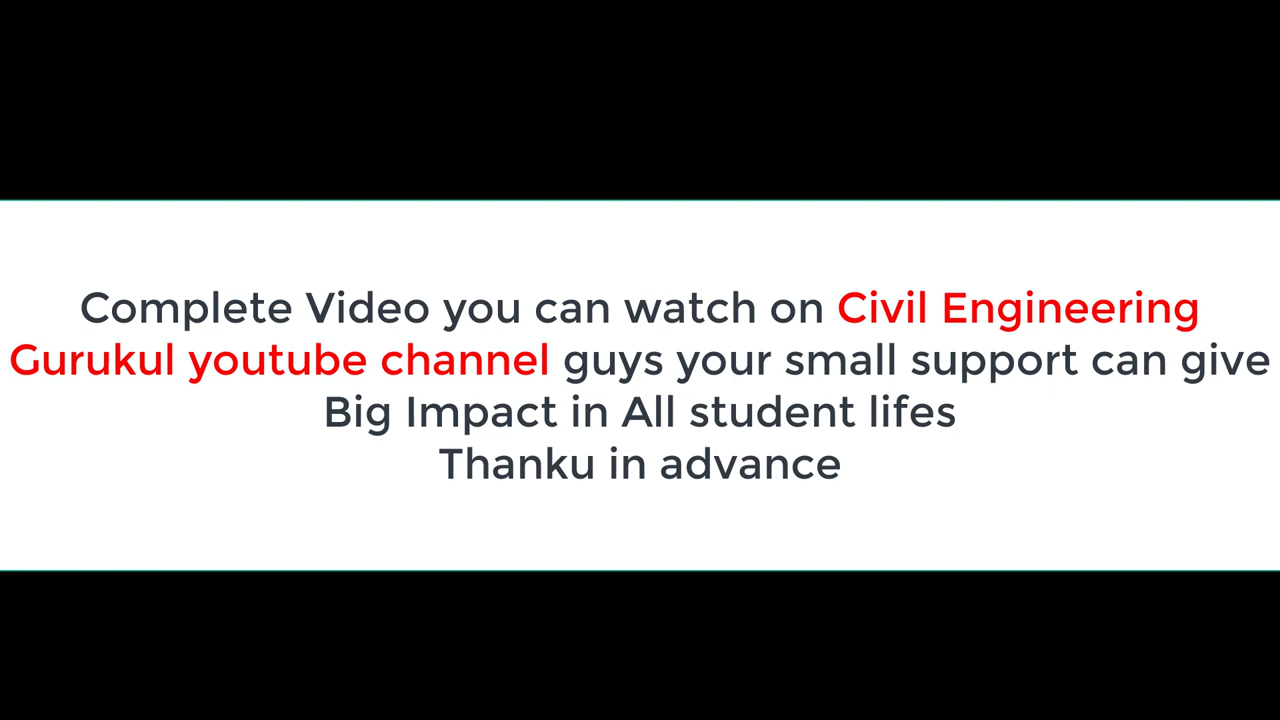 Complete Video you can watch on Civil Engineering
Gurukul youtube channel guys your small support can give
Big Impact in All student lifes
Thanku in advance